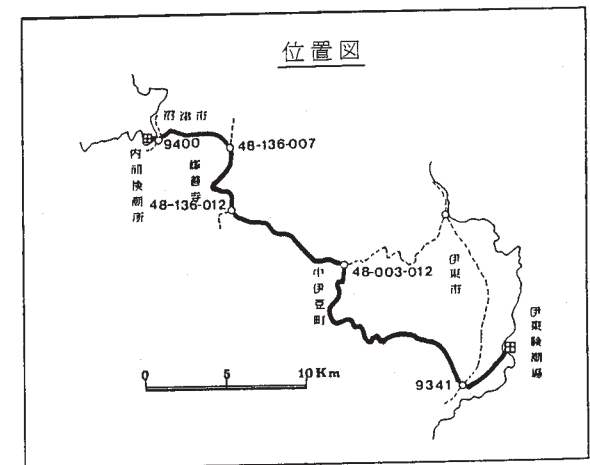 位置図
沼津市
9400
48-136-007
内浦検潮所
修善寺
48-136-012
48-003-012
中伊豆町
伊東市
伊東検潮場
9341
0 5 10Km